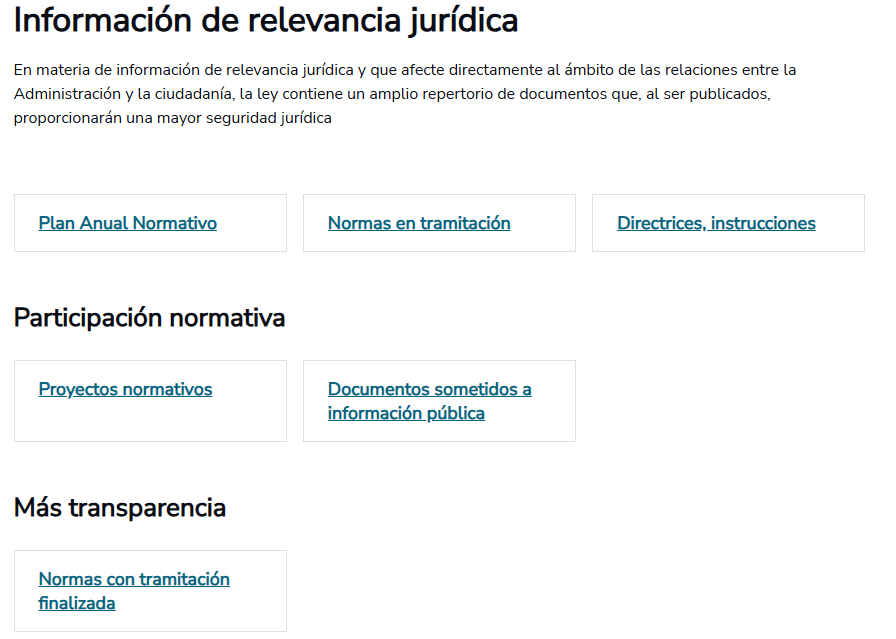 Información de relevancia jurídica
En materia de información de relevancia jurídica y que afecte directamente al ámbito de las relaciones entre la
Administración y la ciudadanía, la ley contiene un amplio repertorio de documentos que, al ser publicados,
proporcionarán una mayor seguridad jurídica
Plan Anual Normativo
Normas en tramitación
Directrices, instrucciones
Participación normativa
Proyectos normativos
Documentos sometidos a
información pública
Más transparencia
Normas con tramitación
finalizada